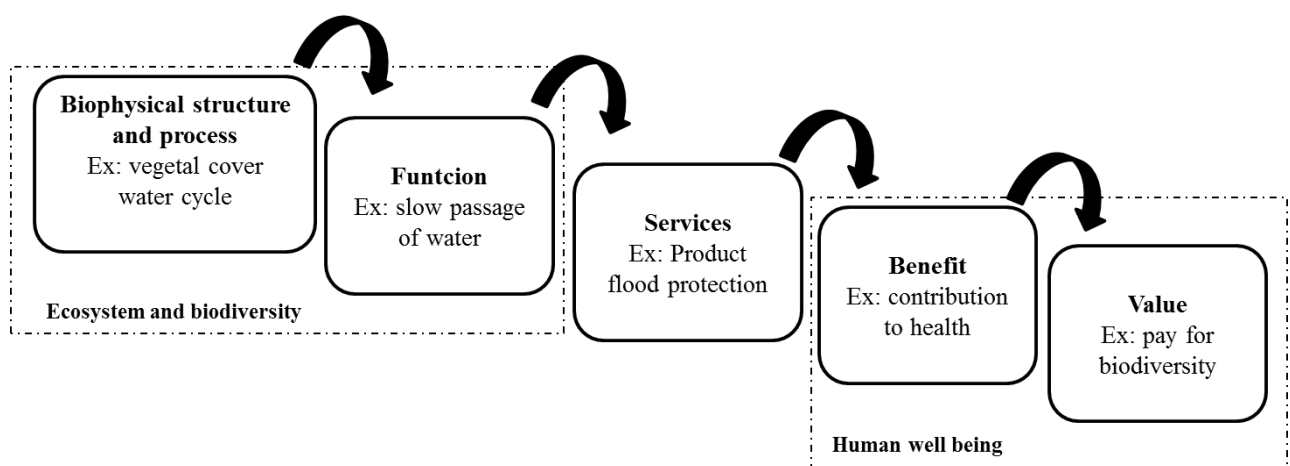 Biophysical structure
and process
Ex: vegetal cover
water cycle
Funtcion
Ex: slow passage
of water
Ecosystem and biodiversity
Services
Ex: Product
flood protection
Benefit
Ex: contribution
to health
Value
Ex: pay for
biodiversity
Human well being